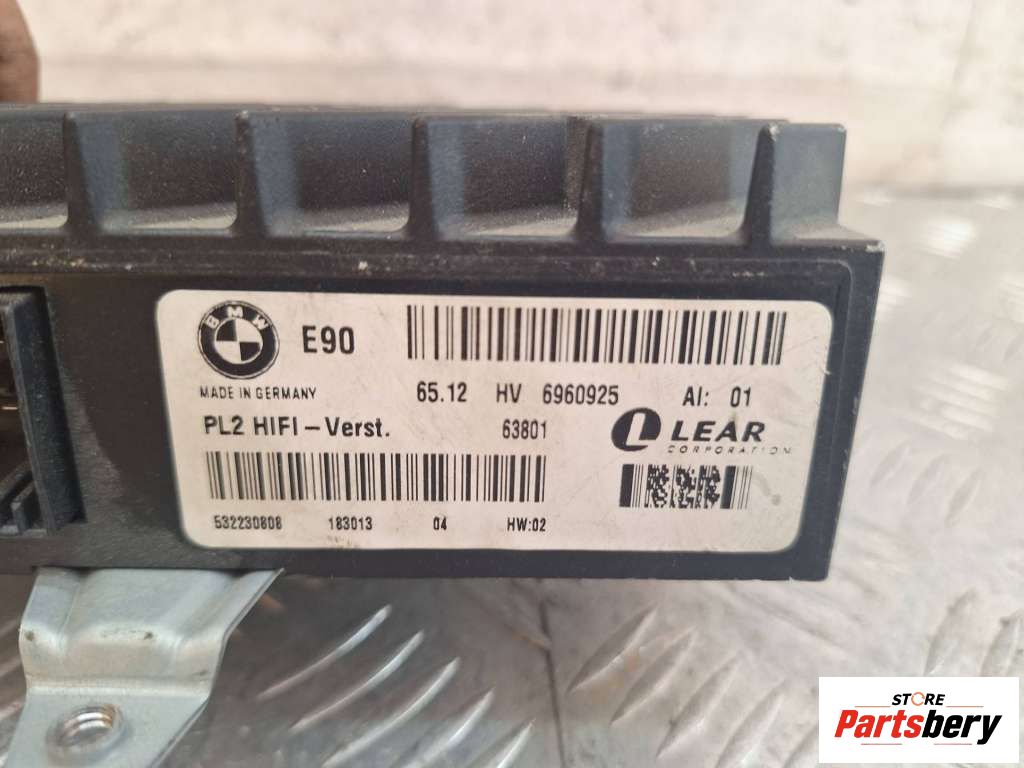 BMW
E90
MADE IN GERMANY
65.12 HV 6960925 AI: 01
PL2 HIFI – Verst.
63801
LEAR
CORPORATION
532230808 183013 04 HW:02
STORE
Partsbery